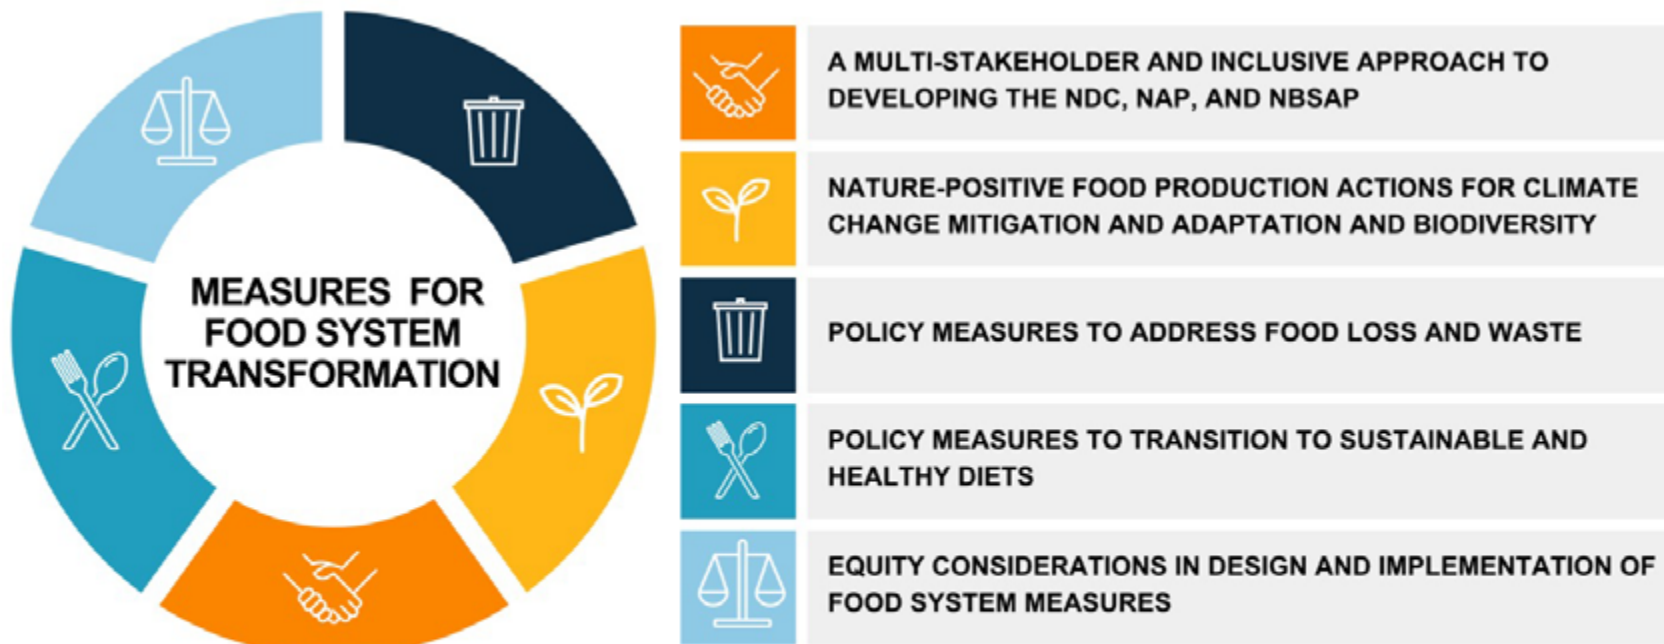 MEASURES FOR
FOOD SYSTEM
TRANSFORMATION
A MULTI-STAKEHOLDER AND INCLUSIVE APPROACH TO
DEVELOPING THE NDC, NAP, AND NBSAP
NATURE-POSITIVE FOOD PRODUCTION ACTIONS FOR CLIMATE
CHANGE MITIGATION AND ADAPTATION AND BIODIVERSITY
POLICY MEASURES TO ADDRESS FOOD LOSS AND WASTE
POLICY MEASURES TO TRANSITION TO SUSTAINABLE AND
HEALTHY DIETS
EQUITY CONSIDERATIONS IN DESIGN AND IMPLEMENTATION OF
FOOD SYSTEM MEASURES